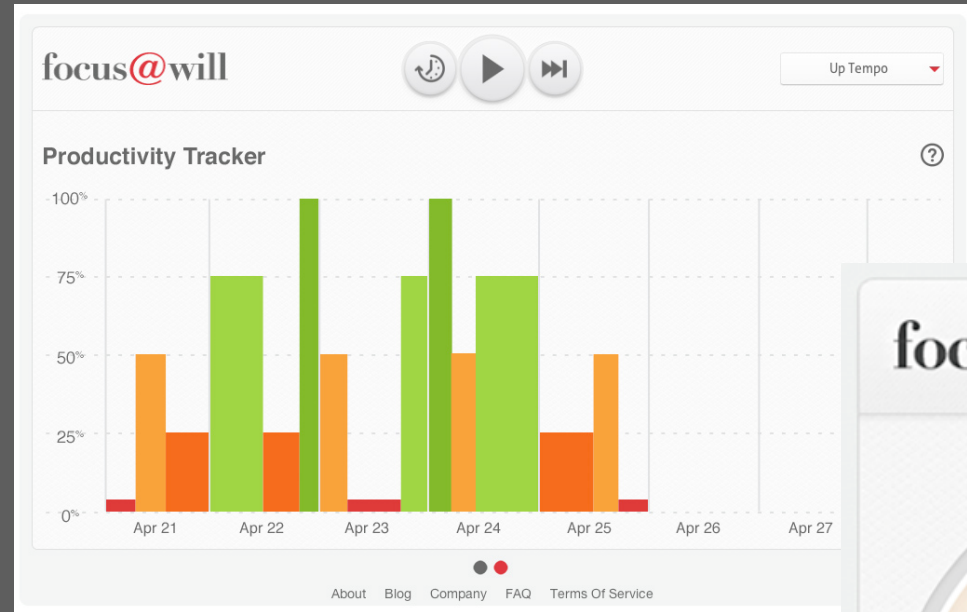 focus@will
Up Tempo
Productivity Tracker
?
100%
75%
50%
25%
0%
Apr 21 Apr 22 Apr 23 Apr 24 Apr 25 Apr 26 Apr 27
About Blog Company FAQ Terms Of Service
foc